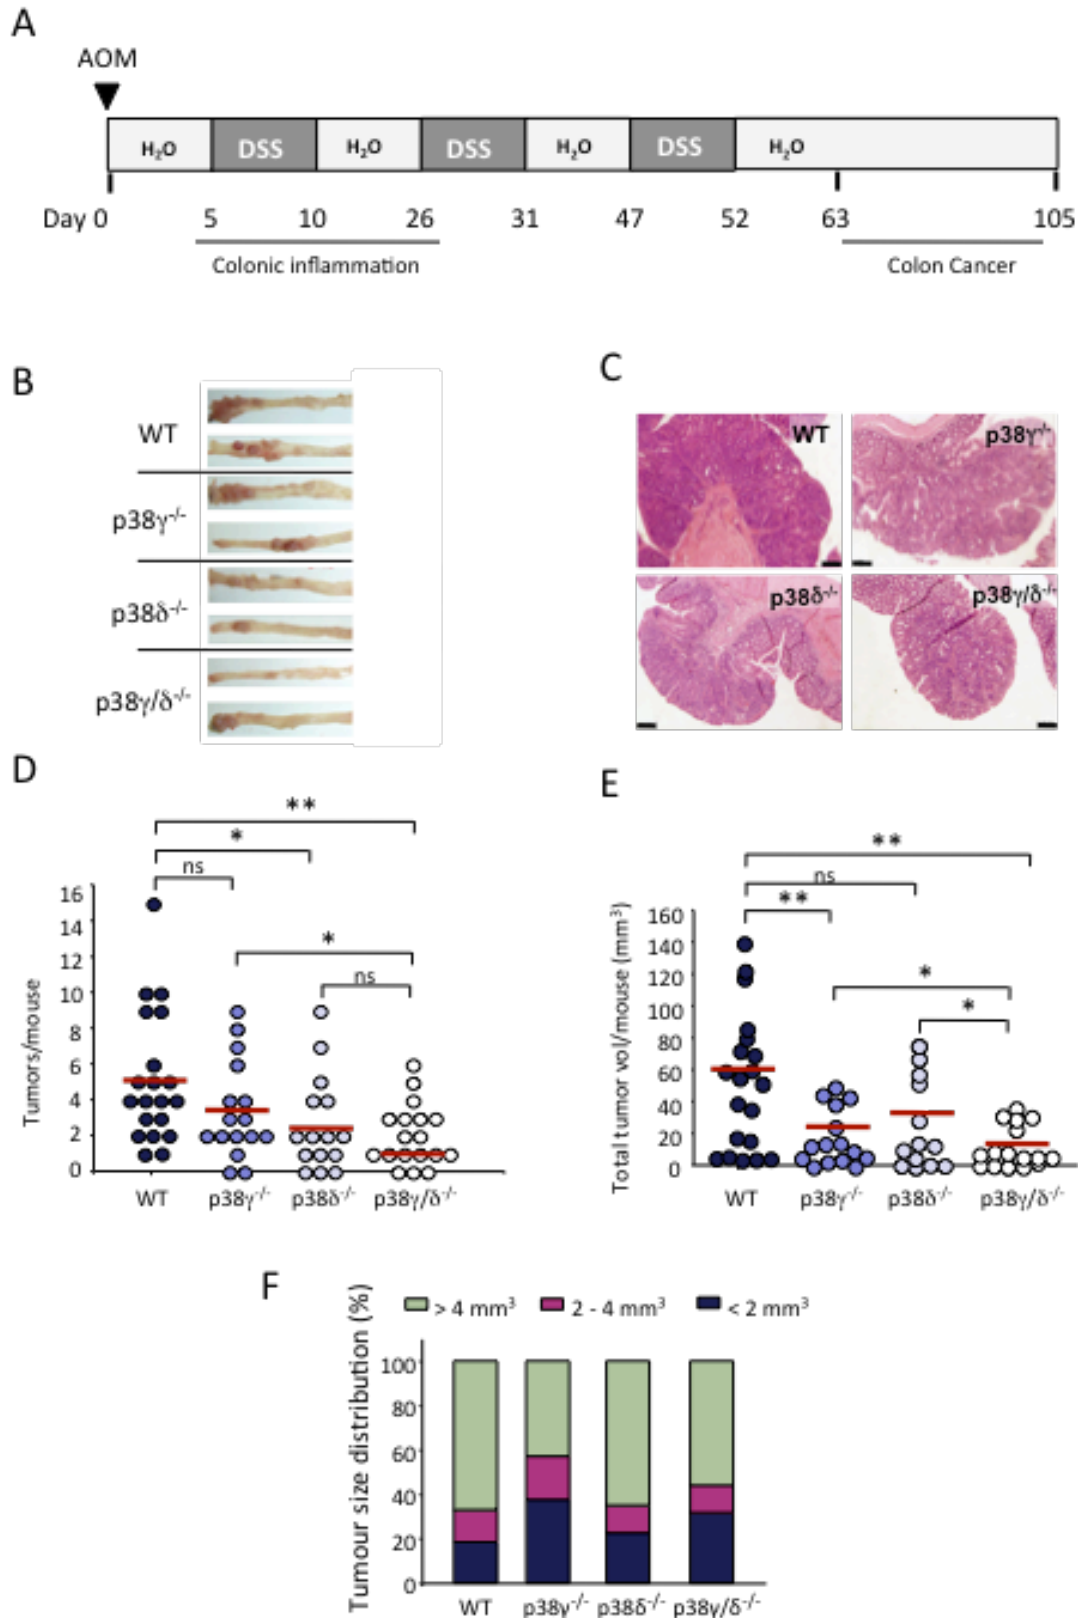 A
AOM
H₂O DSS H₂O DSS H₂O DSS H₂O
Day 0 5 10 26 31 47 52 63 105
Colonic inflammation Colon Cancer
B
WT
p38γ-/-
p38δ-/-
p38γ/δ-/-
C
WT p38γ-/-
p38δ-/- p38γ/δ-/-
D
**
*
ns
*
ns
Tumors/mouse
16
14
12
10
8
6
4
2
0
WT p38γ-/- p38δ-/- p38γ/δ-/-
E
**
ns
**
*
*
Total tumor vol/mouse (mm³)
160
140
120
100
80
60
40
20
0
WT p38γ-/- p38δ-/- p38γ/δ-/-
F
> 4 mm³ 2 - 4 mm³ < 2 mm³
Tumour size distribution (%)
100
80
60
40
20
0
WT p38γ-/- p38δ-/- p38γ/δ-/-